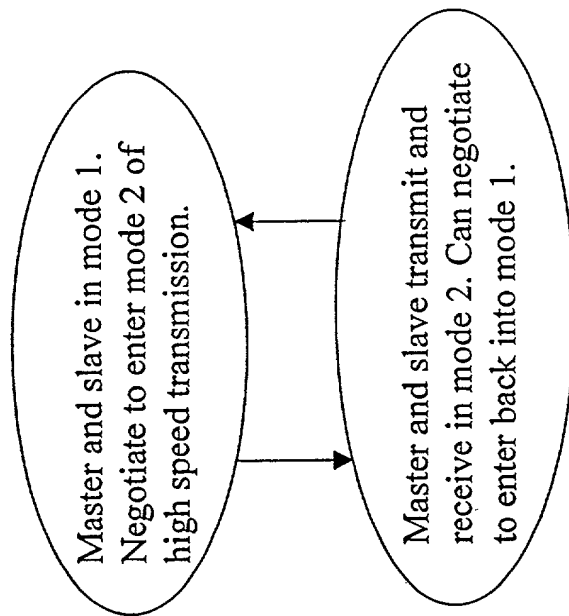 Master and slave in mode 1.
Negotiate to enter mode 2 of
high speed transmission.
Master and slave transmit and
receive in mode 2. Can negotiate
to enter back into mode 1.